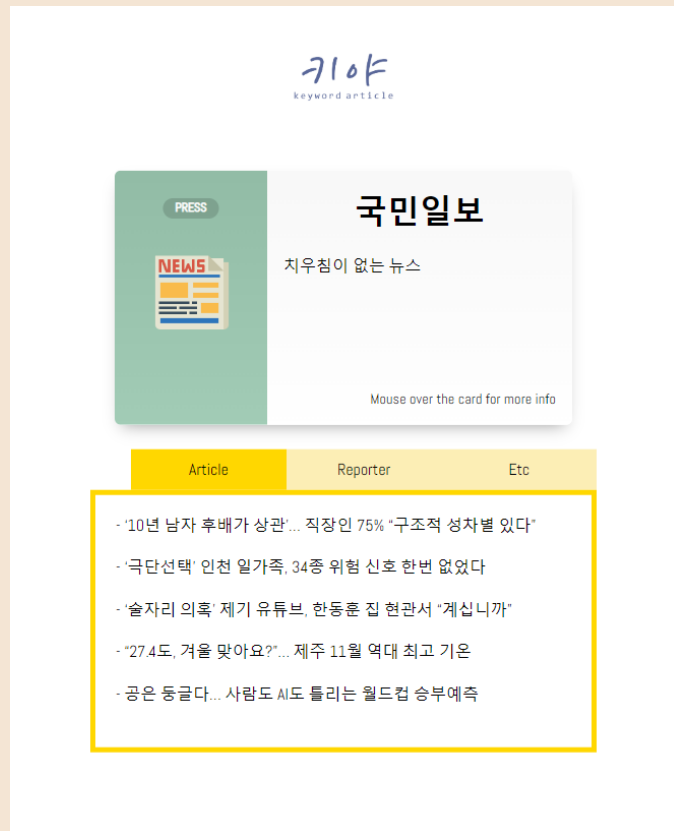 키야
keyword article
PRESS
국민일보
NEWS
치우침이 없는 뉴스
Mouse over the card for more info
Article Reporter Etc
- ‘10년 남자 후배가 상관’... 직장인 75% “구조적 성차별 있다”
- ‘극단선택’ 인천 일가족, 34종 위험 신호 한번 없었다
- ‘술자리 의혹’ 제기 유튜브, 한동훈 집 현관서 “계십니까”
- “27.4도, 겨울 맞아요?”... 제주 11월 역대 최고 기온
- 공은 둥글다... 사람도 AI도 틀리는 월드컵 승부예측